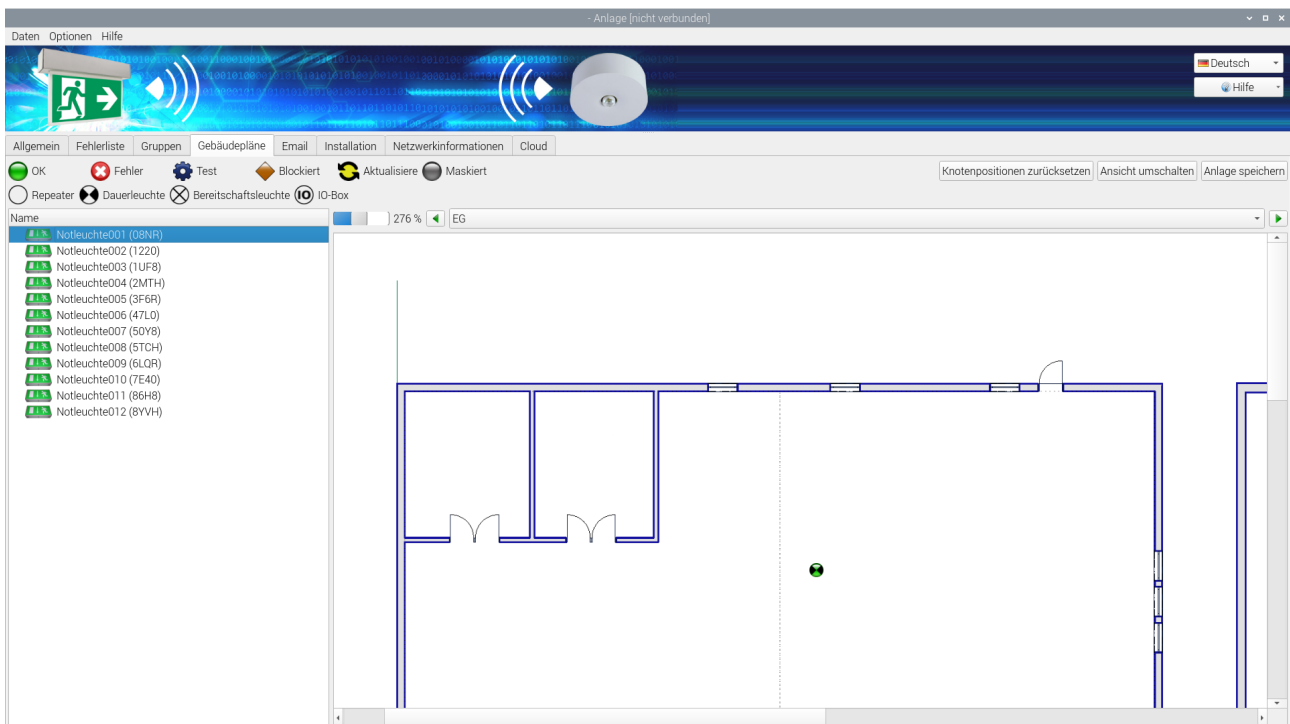 - Anlage [nicht verbunden]
Daten Optionen Hilfe
Deutsch
Hilfe
Allgemein Fehlerliste Gruppen Gebäudepläne Email Installation Netzwerkinformationen Cloud
OK Fehler Test Blockiert Aktualisiere Maskiert Knotenpositionen zurücksetzen Ansicht umschalten Anlage speichern
Repeater Dauerleuchte Bereitschaftsleuchte IO IO-Box
Name 276 % EG
Notleuchte001 (08NR)
Notleuchte002 (1220)
Notleuchte003 (1UF8)
Notleuchte004 (2MTH)
Notleuchte005 (3F6R)
Notleuchte006 (47L0)
Notleuchte007 (50Y8)
Notleuchte008 (5TCH)
Notleuchte009 (6LQR)
Notleuchte010 (7E40)
Notleuchte011 (86H8)
Notleuchte012 (8YVH)